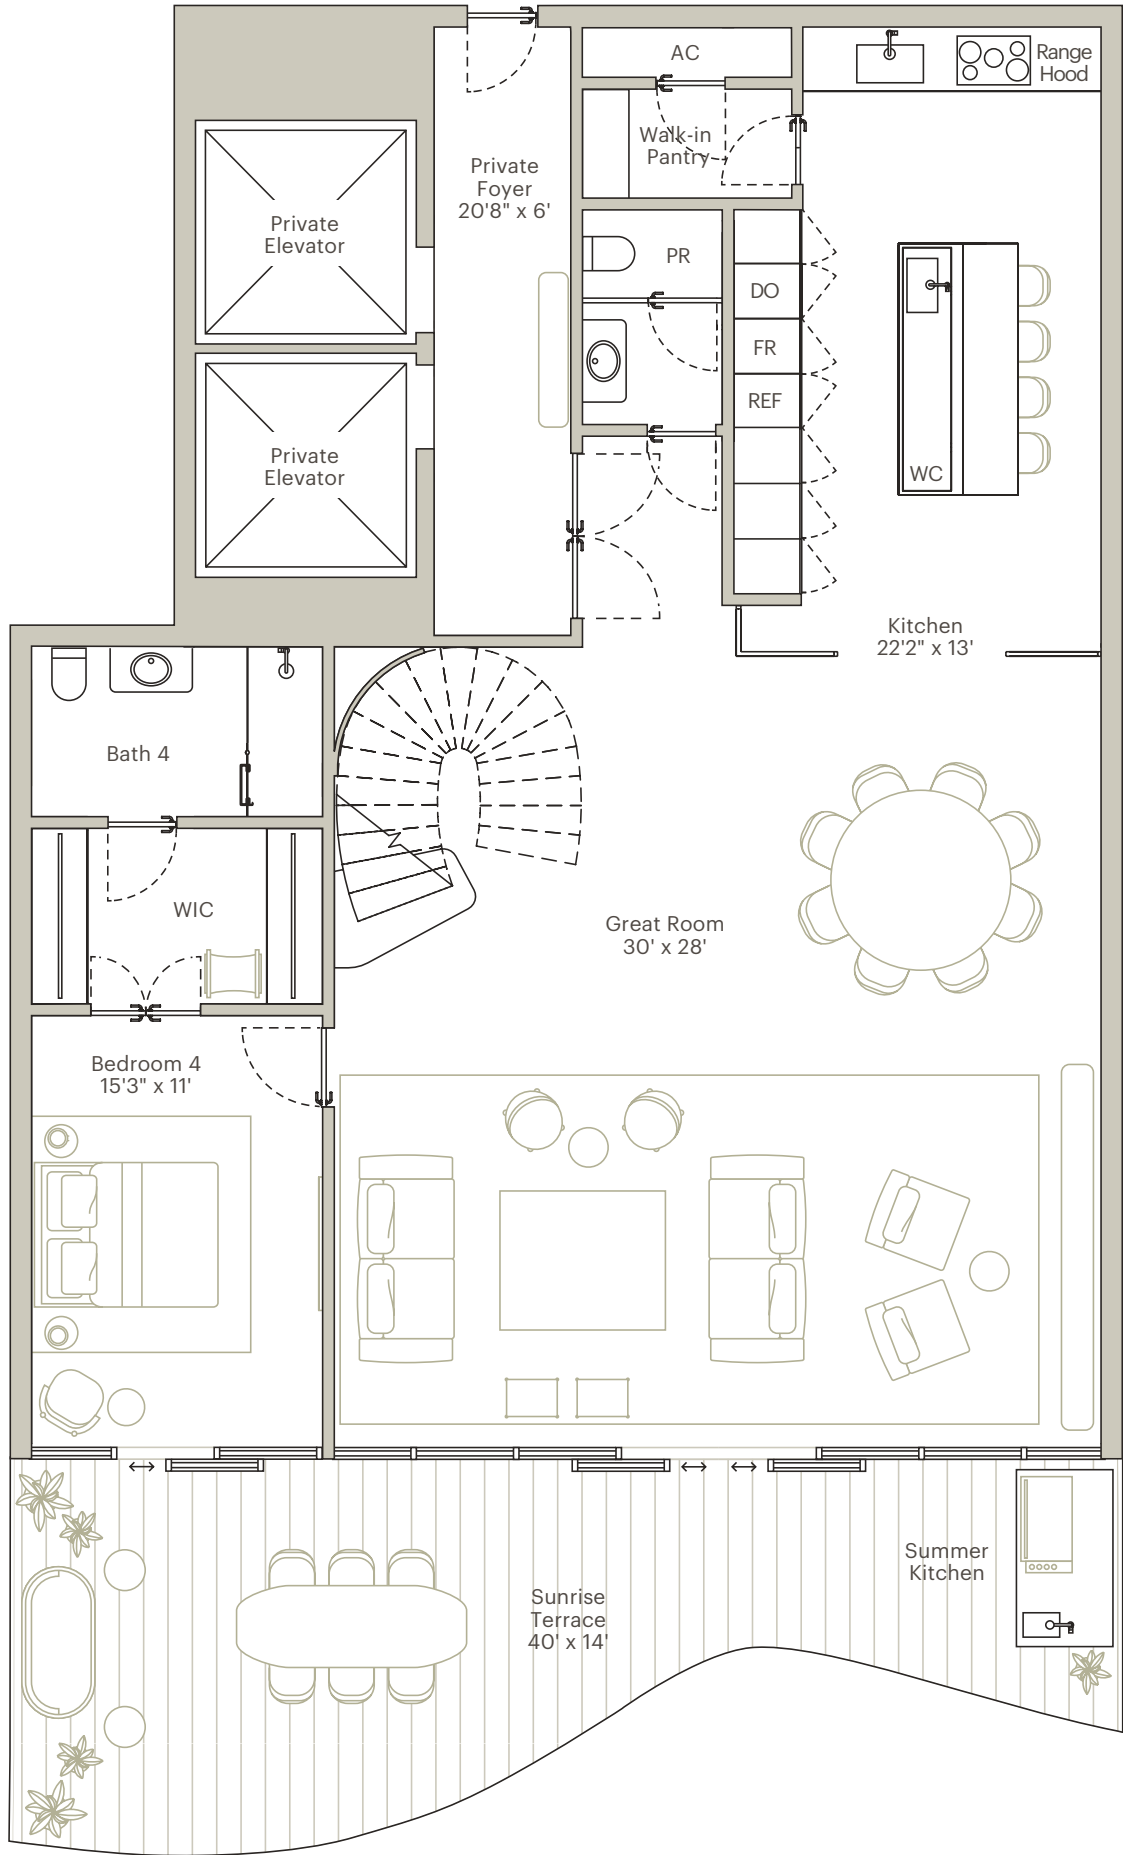 AC
Range
Hood
Walk-in
Pantry
Private
Foyer
20'8" x 6'
Private
Elevator
PR
DO
FR
REF
Private
Elevator
WC
Kitchen
22'2" x 13'
Bath 4
WIC
Great Room
30' x 28'
Bedroom 4
15'3" x 11'
Summer
Kitchen
Sunrise
Terrace
40' x 14'